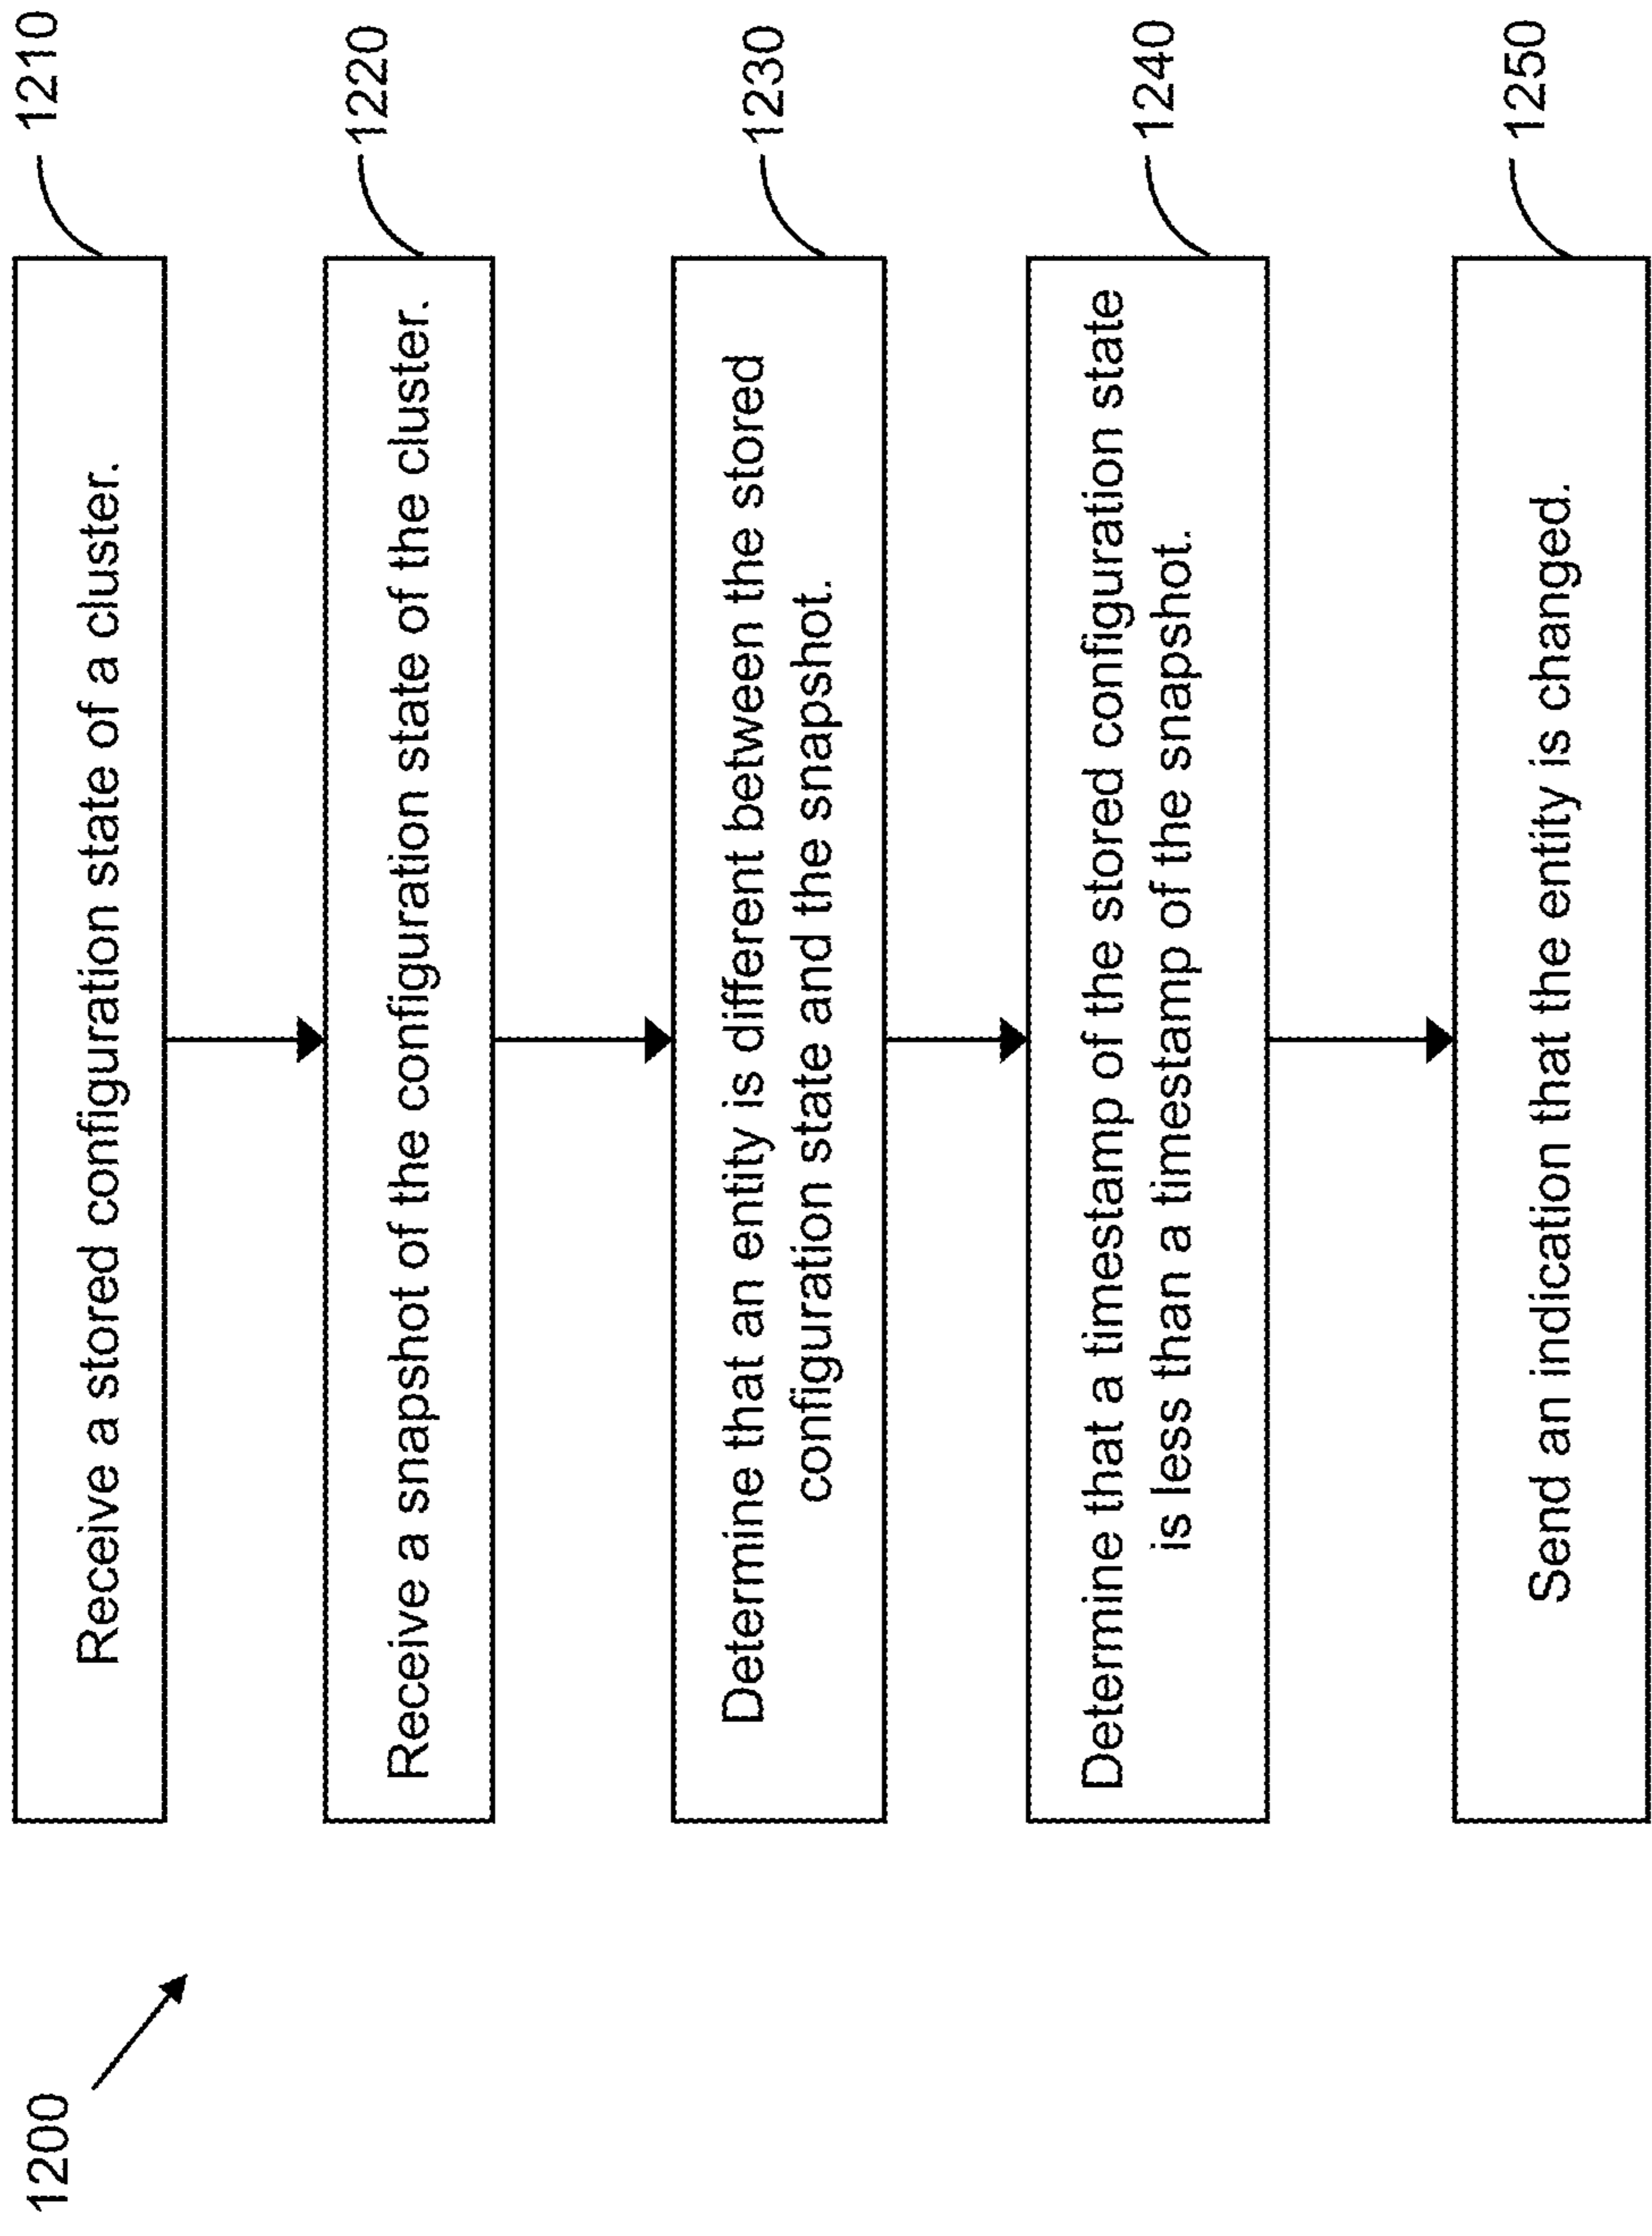 1200
Receive a stored configuration state of a cluster.
1210
Receive a snapshot of the configuration state of the cluster.
1220
Determine that an entity is different between the stored
configuration state and the snapshot.
1230
Determine that a timestamp of the stored configuration state
is less than a timestamp of the snapshot.
1240
Send an indication that the entity is changed.
1250